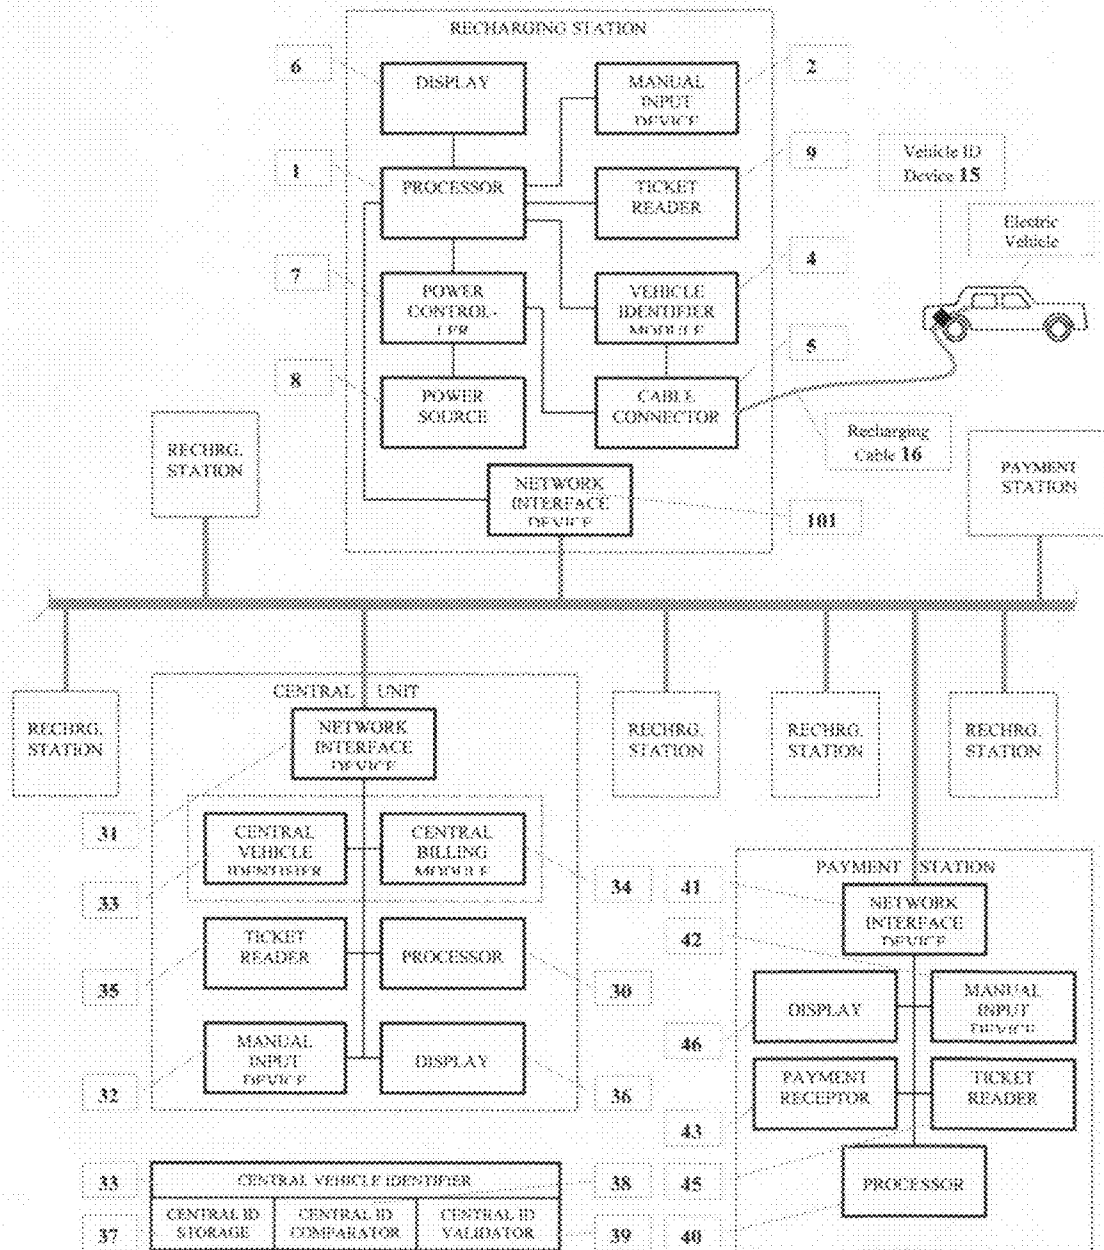 RECHARGING STATION
6
DISPLAY
MANUAL
INPUT
DEVICE
2
1
PROCESSOR
TICKET
READER
9
Vehicle ID
Device 15
Electric
Vehicle
7
POWER
CONTROL-
LER
VEHICLE
IDENTIFIER
MODULE
4
8
POWER
SOURCE
CABLE
CONNECTOR
5
Recharging
Cable 16
RECHRG.
STATION
NETWORK
INTERFACE
DEVICE
101
PAYMENT
STATION
RECHRG.
STATION
CENTRAL UNIT
NETWORK
INTERFACE
DEVICE
RECHRG.
STATION
RECHRG.
STATION
RECHRG.
STATION
31
CENTRAL
VEHICLE
IDENTIFIER
CENTRAL
BILLING
MODULE
33
34
TICKET
READER
PROCESSOR
35
30
MANUAL
INPUT
DEVICE
DISPLAY
32
36
PAYMENT STATION
41
NETWORK
INTERFACE
DEVICE
42
DISPLAY
MANUAL
INPUT
DEVICE
46
PAYMENT
RECEPTOR
TICKET
READER
43
45
PROCESSOR
40
33
CENTRAL VEHICLE IDENTIFIER
38
37
CENTRAL ID
STORAGE
CENTRAL ID
COMPARATOR
CENTRAL ID
VALIDATOR
39